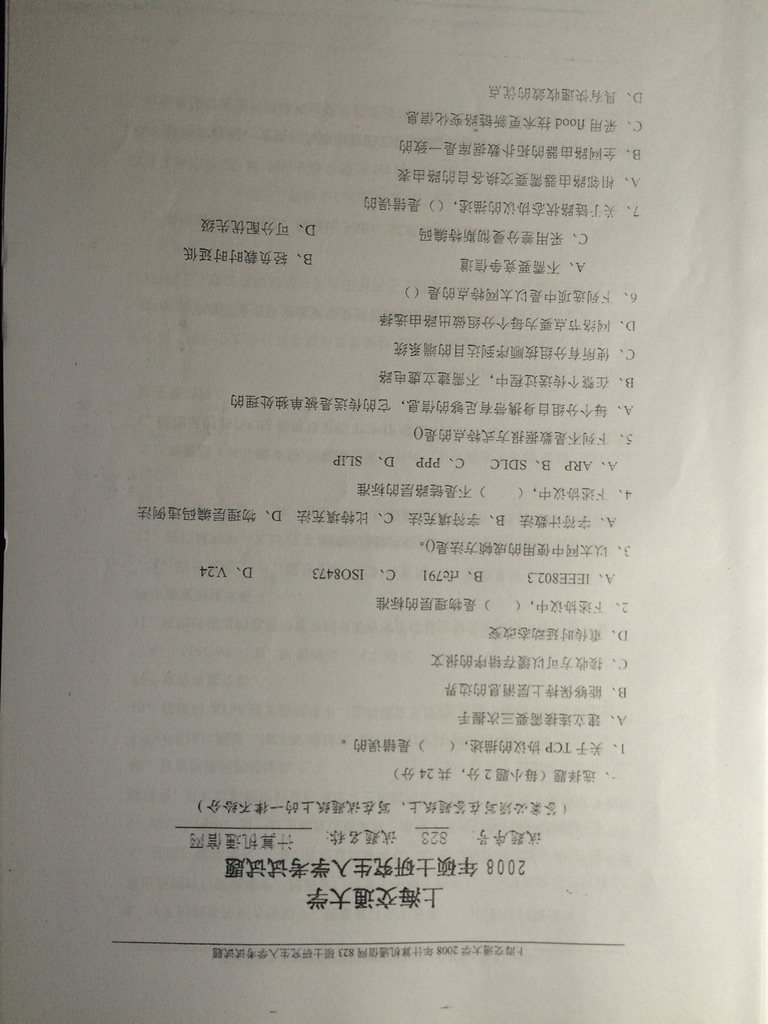 上海交通大学 2008 年计算机通信网 823 硕士研究生入学考试试题
上海交通大学
2008 年硕士研究生入学考试试题
试题序号: 823 试题名称: 计算机通信网
(答案必须写在答题纸上，写在试题纸上的一律不给分)
一、选择题（每小题 2 分，共 24 分）
1、关于 TCP 协议的描述，（ ）是错误的 。
A、建立连接需要三次握手
B、能够保持上层消息的边界
C、接收方可以缓存错序的报文
D、重传时延动态改变
2、下述协议中，（ ）是物理层的标准
A、IEEE802.3 B、rfc791 C、 ISO8473 D、V.24
3、以太网中使用的成帧方法是()。
A、字符计数法 B、字符填充法 C、比特填充法 D、物理层编码违例法
4、下述协议中，（ ）不是链路层的标准
A、ARP B、SDLC C、PPP D、 SLIP
5、下列不是数据报方式特点的是()
A、每个分组自身携带有足够的信息，它的传送是被单独处理的
B、在整个传送过程中，不需建立虚电路
C、使所有分组按顺序到达目的端系统
D、网络节点要为每个分组做出路由选择
6、下列选项中是以太网特点的是（）
A、不需要竞争信道 B、轻负载时时延低
C、采用差分曼彻斯特编码 D、可分配优先级
7、关于链路状态协议的描述，（）是错误的
A、相邻路由器需要交换各自的路由表
B、全网路由器的拓扑数据库是一致的
C、采用 flood 技术更新链路变化信息
D、具有快速收敛的优点